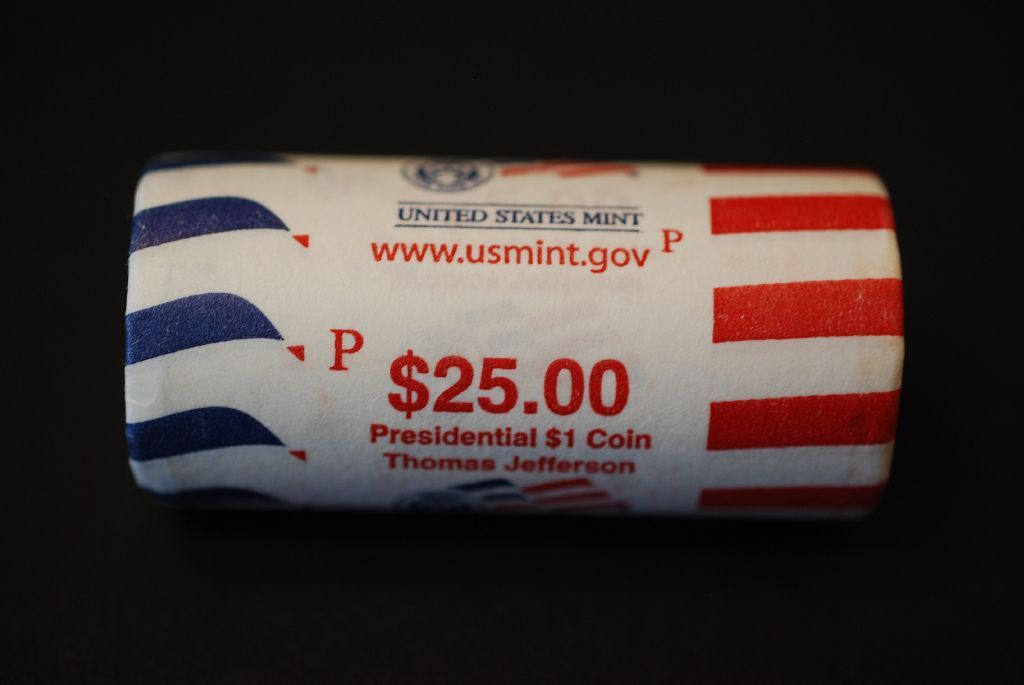 UNITED STATES MINT
www.usmint.gov P
P
$25.00
Presidential $1 Coin
Thomas Jefferson